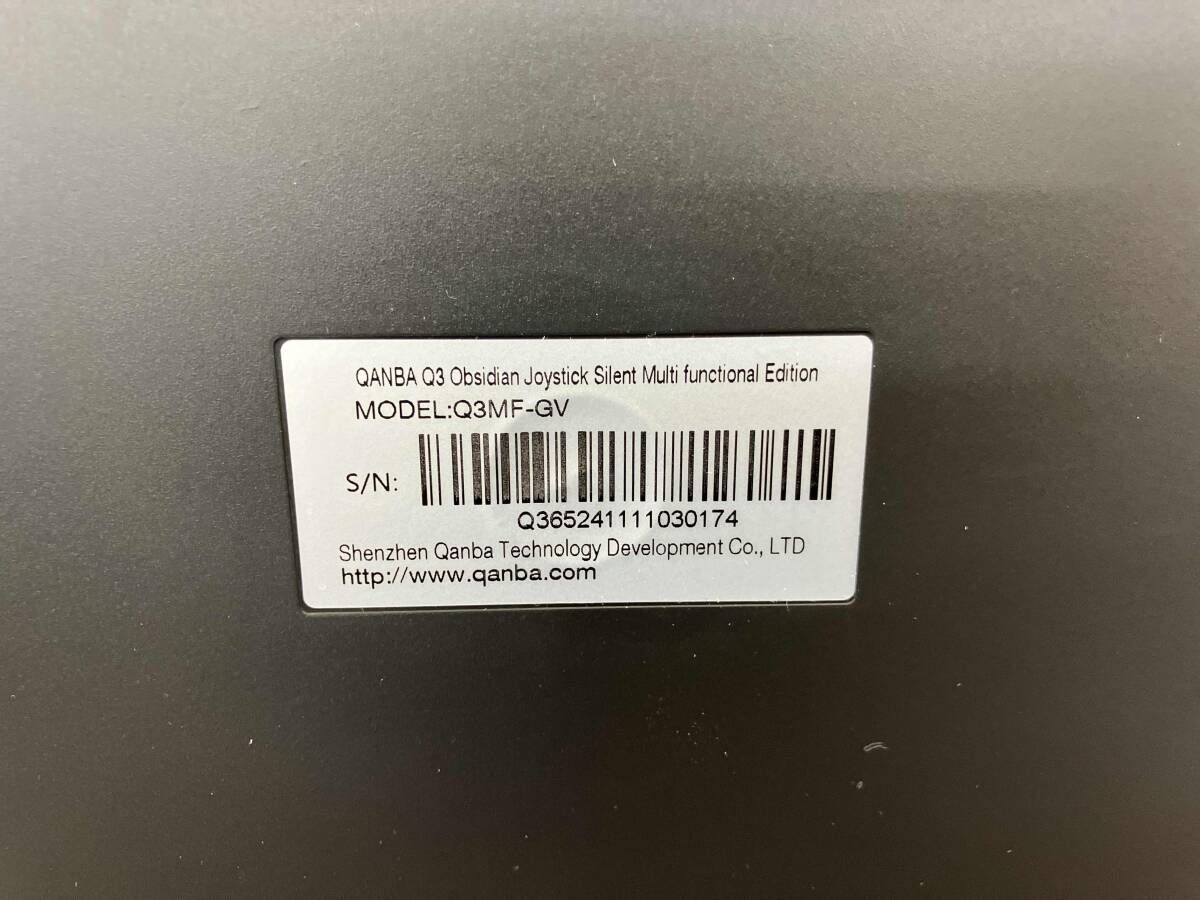 QANBA Q3 Obsidian Joystick Silent Multi functional Edition
MODEL:Q3MF-GV
S/N:
Q365241111030174
Shenzhen Qanba Technology Development Co., LTD
http://www.qanba.com